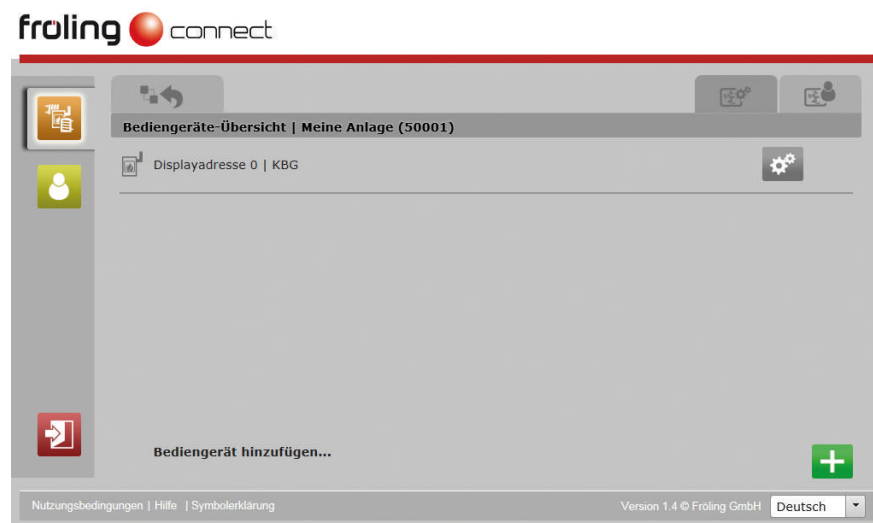 fröling connect
Bediengeräte-Übersicht | Meine Anlage (50001)
Displayadresse 0 | KBG
Bediengerät hinzufügen...
Nutzungsbedingungen | Hilfe | Symbolerklärung
Version 1.4 © Fröling GmbH
Deutsch